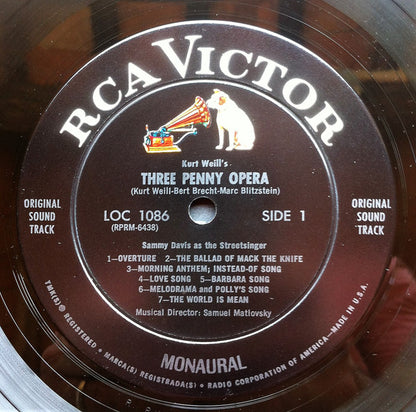 RCA VICTOR
Kurt Weill's
THREE PENNY OPERA
(Kurt Weill-Bert Brecht-Marc Blitzstein)
LOC 1086 SIDE 1
(RPRM-6438)
ORIGINAL
SOUND
TRACK
ORIGINAL
SOUND
TRACK
Sammy Davis as the Streetsinger
1—OVERTURE 2—THE BALLAD OF MACK THE KNIFE
3—MORNING ANTHEM; INSTEAD-OF SONG
4—LOVE SONG 5—BARBARA SONG
6—MELODRAMA and POLLY'S SONG
7—THE WORLD IS MEAN
Musical Director: Samuel Matlovsky
MONAURAL
TMK(S) ® REGISTERED • MARCA(S) REGISTRADA(S) • RADIO CORPORATION OF AMERICA—MADE IN U.S.A.